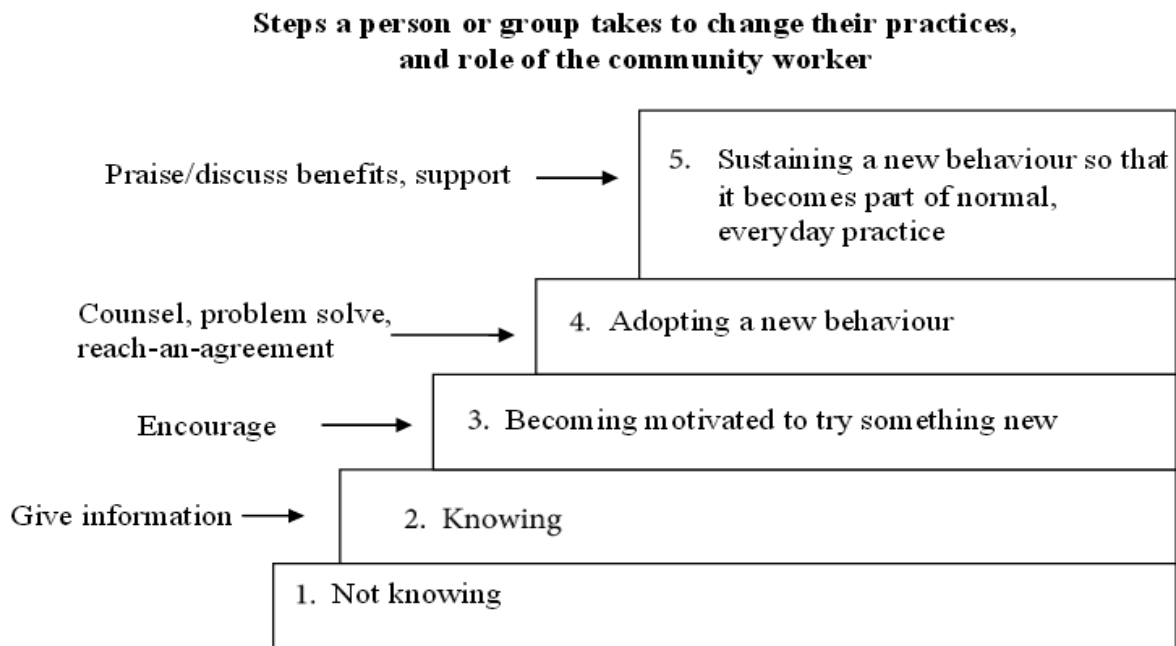 Steps a person or group takes to change their practices,
and role of the community worker
Praise/discuss benefits, support
5. Sustaining a new behaviour so that
it becomes part of normal,
everyday practice
Counsel, problem solve,
reach-an-agreement
4. Adopting a new behaviour
Encourage
3. Becoming motivated to try something new
Give information
2. Knowing
1. Not knowing